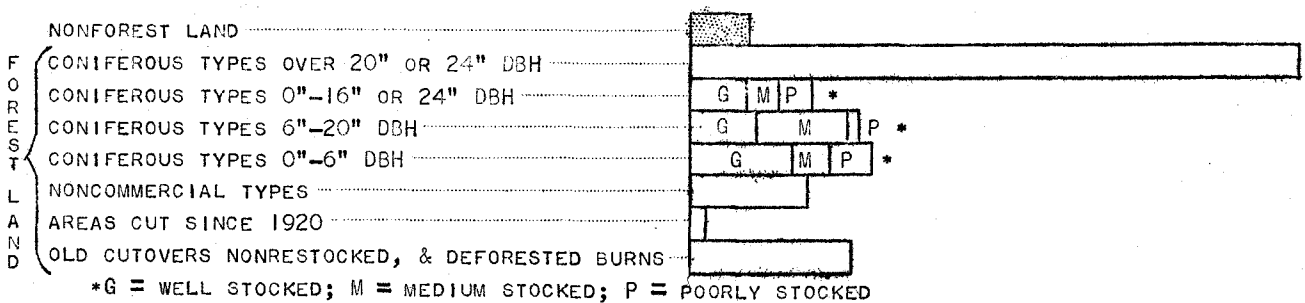 NONFOREST LAND
FOREST LAND
CONIFEROUS TYPES OVER 20" OR 24" DBH
CONIFEROUS TYPES 0"-16" OR 24" DBH G M P *
CONIFEROUS TYPES 6"-20" DBH G M P *
CONIFEROUS TYPES 0"-6" DBH G M P *
NONCOMMERCIAL TYPES
AREAS CUT SINCE 1920
OLD CUTOVERS NONRESTOCKED, & DEFORESTED BURNS
*G = WELL STOCKED; M = MEDIUM STOCKED; P = POORLY STOCKED